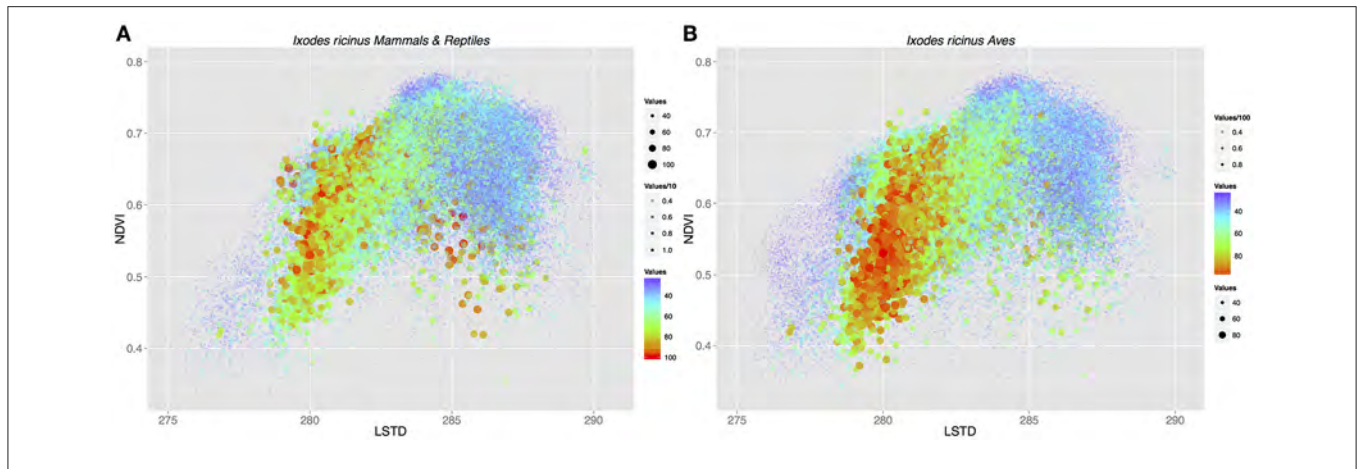 A
Ixodes ricinus Mammals & Reptiles
NDVI
0.8
0.7
0.6
0.5
0.4
275
280
285
290
LSTD
Values
40
60
80
100
Values/10
0.4
0.6
0.8
1.0
Values
40
60
80
100
B
Ixodes ricinus Aves
NDVI
0.8
0.7
0.6
0.5
0.4
275
280
285
290
LSTD
Values/100
0.4
0.6
0.8
Values
40
60
80
Values
40
60
80